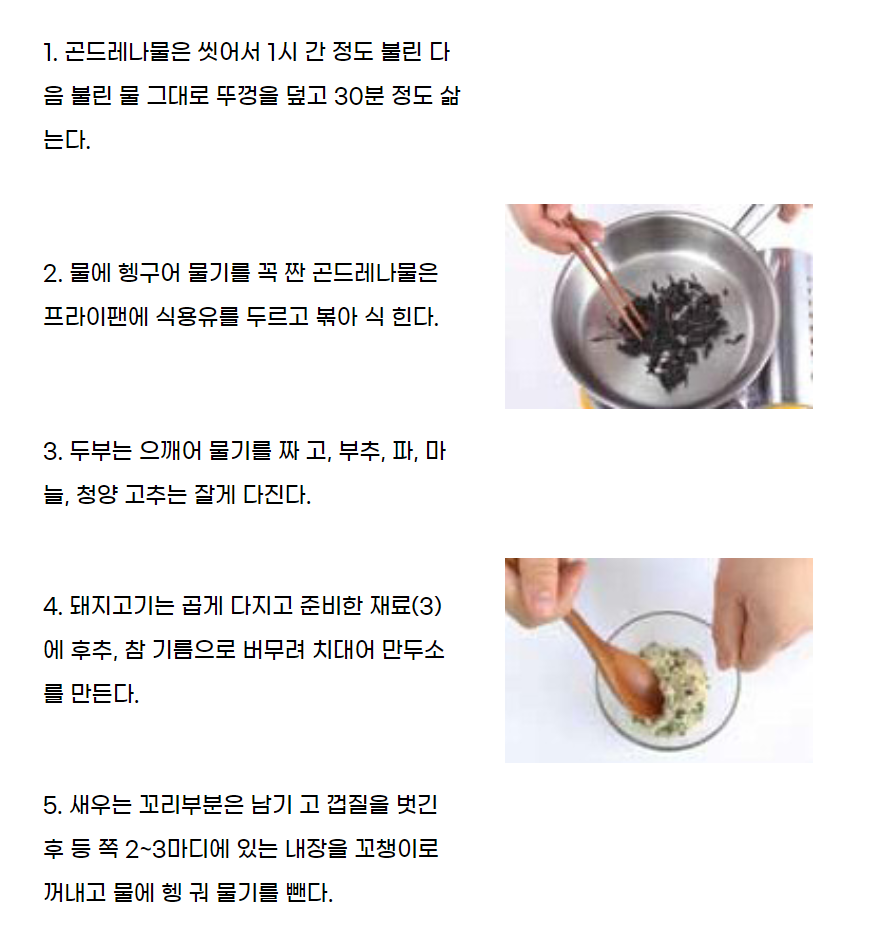 1. 곤드레나물은 씻어서 1시 간 정도 불린 다
음 불린 물 그대로 뚜껑을 덮고 30분 정도 삶
는다.
2. 물에 헹구어 물기를 꼭 짠 곤드레나물은
프라이팬에 식용유를 두르고 볶아 식 힌다.
3. 두부는 으깨어 물기를 짜 고, 부추, 파, 마
늘, 청양 고추는 잘게 다진다.
4. 돼지고기는 곱게 다지고 준비한 재료(3)
에 후추, 참 기름으로 버무려 치대어 만두소
를 만든다.
5. 새우는 꼬리부분은 남기 고 껍질을 벗긴
후 등 쪽 2~3마디에 있는 내장을 꼬챙이로
꺼내고 물에 헹 궈 물기를 뺀다.